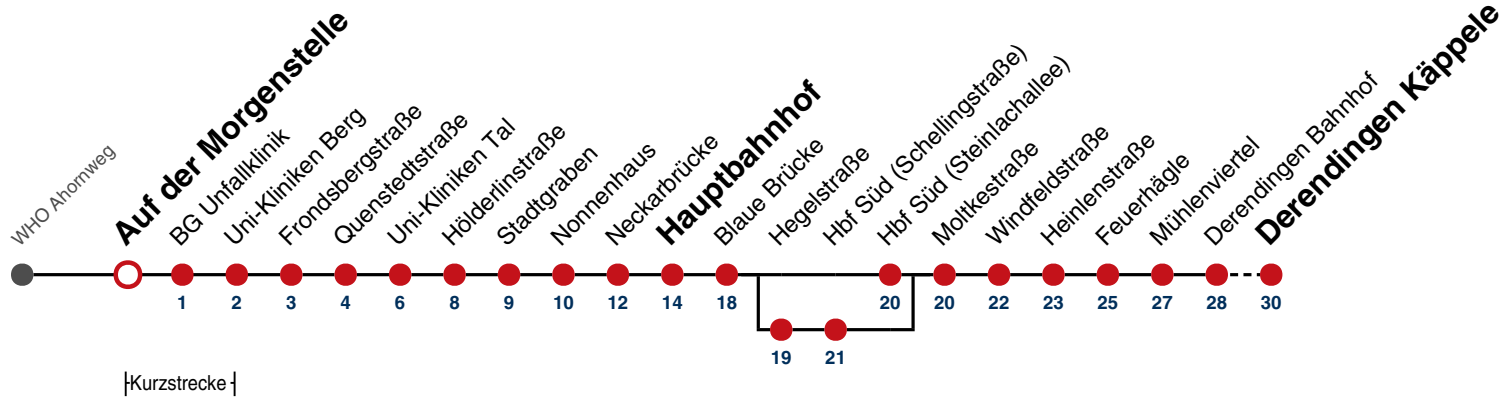 WHO Ahornweg
Auf der Morgenstelle
BG Unfallklinik
Uni-Kliniken Berg
Frondsbergstraße
Quenstedtstraße
Uni-Kliniken Tal
Hölderlinstraße
Stadtgraben
Nonnenhaus
Neckarbrücke
Hauptbahnhof
Blaue Brücke
Hegelstraße
Hbf Süd (Schellingstraße)
Hbf Süd (Steinlachallee)
Moltkestraße
Windfeldstraße
Heinlenstraße
Feuerhägle
Mühlenviertel
Derendingen Bahnhof
Derendingen Käppele
1 2 3 4 6 8 9 10 12 14 18 20 20 22 23 25 27 28 30
19 21
Kurzstrecke